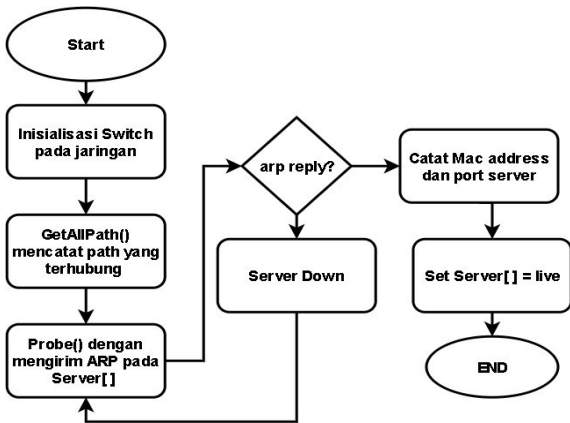 Start
Inisialisasi Switch
pada jaringan
GetAllPath()
mencatat path yang
terhubung
Probe() dengan
mengirim ARP pada
Server[ ]
arp reply?
Server Down
Catat Mac address
dan port server
Set Server[ ] = live
END